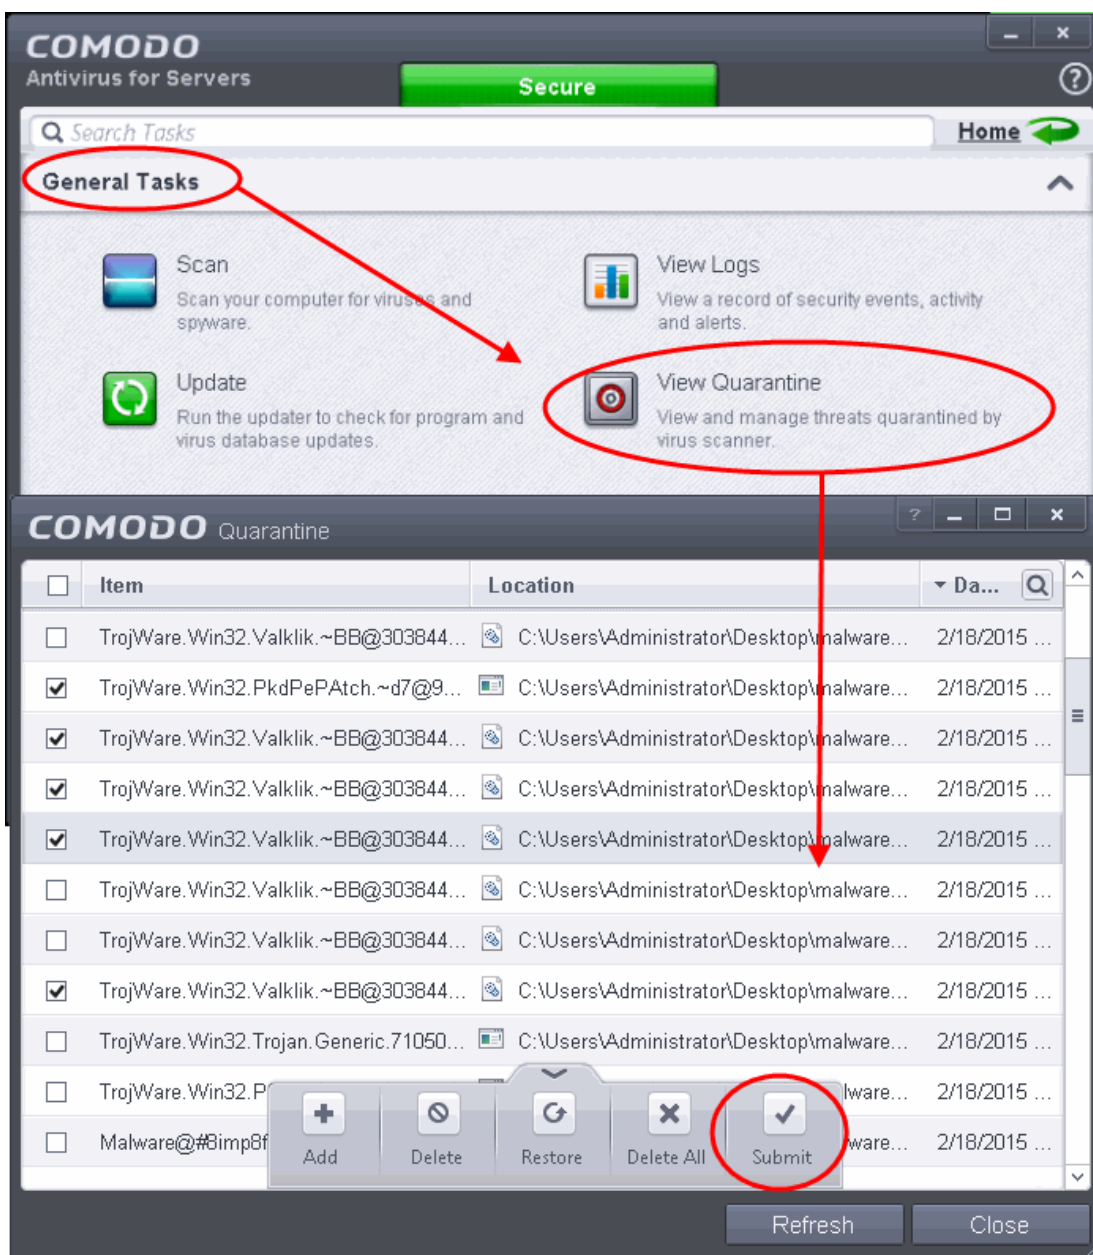 COMODO
Antivirus for Servers
Secure
Search Tasks
Home
General Tasks
Scan
Scan your computer for viruses and
spyware.
View Logs
View a record of security events, activity
and alerts.
Update
Run the updater to check for program and
virus database updates.
View Quarantine
View and manage threats quarantined by
virus scanner.
COMODO Quarantine
Item Location Da...
TrojWare.Win32.Valklik.~BB@303844... C:\Users\Administrator\Desktop\malware... 2/18/2015 ...
TrojWare.Win32.PkdPePAtch.~d7@9... C:\Users\Administrator\Desktop\malware... 2/18/2015 ...
TrojWare.Win32.Valklik.~BB@303844... C:\Users\Administrator\Desktop\malware... 2/18/2015 ...
TrojWare.Win32.Valklik.~BB@303844... C:\Users\Administrator\Desktop\malware... 2/18/2015 ...
TrojWare.Win32.Valklik.~BB@303844... C:\Users\Administrator\Desktop\malware... 2/18/2015 ...
TrojWare.Win32.Valklik.~BB@303844... C:\Users\Administrator\Desktop\malware... 2/18/2015 ...
TrojWare.Win32.Valklik.~BB@303844... C:\Users\Administrator\Desktop\malware... 2/18/2015 ...
TrojWare.Win32.Valklik.~BB@303844... C:\Users\Administrator\Desktop\malware... 2/18/2015 ...
TrojWare.Win32.Trojan.Generic.71050... C:\Users\Administrator\Desktop\malware... 2/18/2015 ...
TrojWare.Win32.P lware... 2/18/2015 ...
Malware@#8imp8f ware... 2/18/2015 ...
Add Delete Restore Delete All Submit
Refresh Close